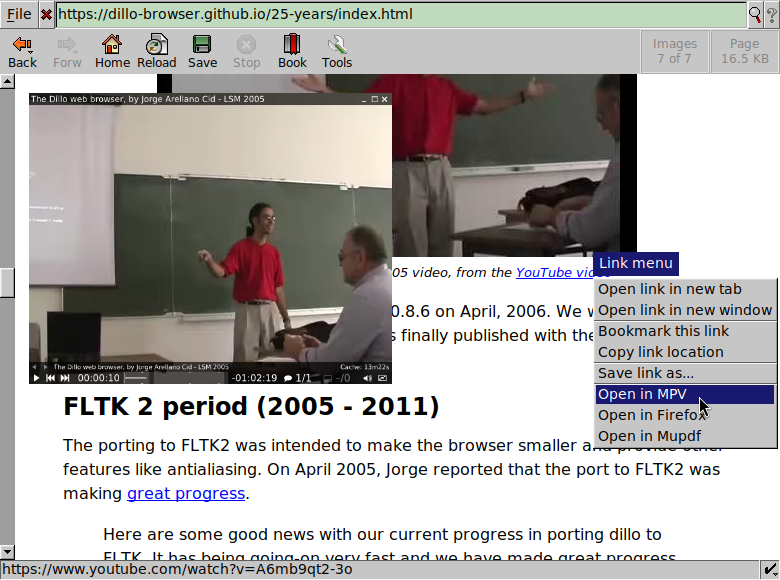 File https://dillo-browser.github.io/25-years/index.html ?
Back Forw Home Reload Save Stop Book Tools
Images 7 of 7
Page 16.5 KB
The Dillo web browser, by Jorge Arellano Cid - LSM 2005
The Dillo web browser, by Jorge Arellano Cid - LSM 2005 Cache: 13m22s
00:00:10 -01:02:19 1/1 -/0
05 video, from the YouTube
Link menu
Open link in new tab
Open link in new window
Bookmark this link
Copy link location
Save link as...
Open in MPV
Open in Firefox
Open in Mupdf
0.8.6 on April, 2006. We
s finally published with the
FLTK 2 period (2005 - 2011)
The porting to FLTK2 was intended to make the browser smaller and provide other
features like antialiasing. On April 2005, Jorge reported that the port to FLTK2 was
making great progress.
Here are some good news with our current progress in porting dillo to
FLTK. It has being going-on very fast and we have made great progress
https://www.youtube.com/watch?v=A6mb9qt2-3o